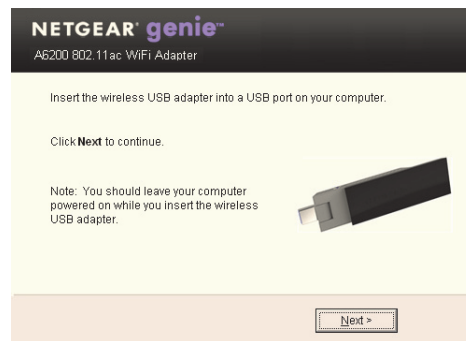 NETGEAR® genie™
A6200 802.11ac WiFi Adapter
Insert the wireless USB adapter into a USB port on your computer.
Click Next to continue.
Note: You should leave your computer
powered on while you insert the wireless
USB adapter.
Next >